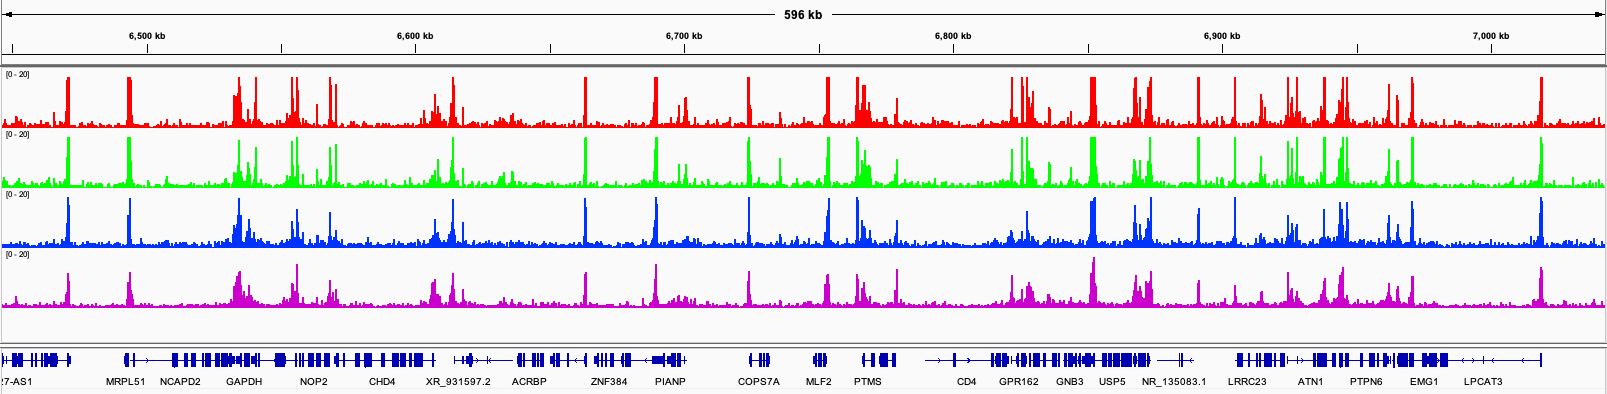 596 kb
6,500 kb 6,600 kb 6,700 kb 6,800 kb 6,900 kb 7,000 kb
[0 - 20]
[0 - 20]
[0 - 20]
[0 - 20]
27-AS1 MRPL51 NCAPD2 GAPDH NOP2 CHD4 XR_931597.2 ACRBP ZNF384 PIANP COPS7A MLF2 PTMS CD4 GPR162 GNB3 USP5 NR_135083.1 LRRC23 ATN1 PTPN6 EMG1 LPCAT3